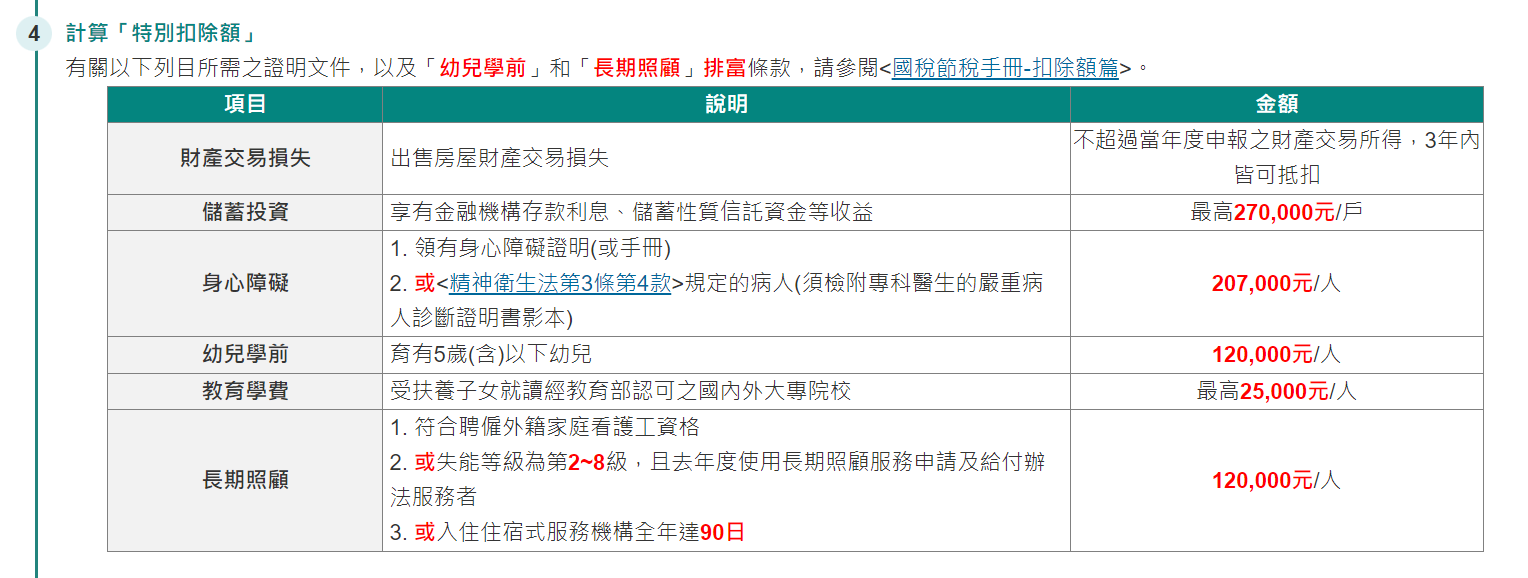 4
計算「特別扣除額」
有關以下列目所需之證明文件，以及「幼兒學前」和「長期照顧」排富條款，請參閱<國稅節稅手冊-扣除額篇>。
項目 說明 金額
財產交易損失 出售房屋財產交易損失 不超過當年度申報之財產交易所得，3年內
皆可抵扣
儲蓄投資 享有金融機構存款利息、儲蓄性質信託資金等收益 最高270,000元/戶
身心障礙 1. 領有身心障礙證明(或手冊)
2. 或<精神衛生法第3條第4款>規定的病人(須檢附專科醫生的嚴重病
人診斷證明書影本)
207,000元/人
幼兒學前 育有5歲(含)以下幼兒 120,000元/人
教育學費 受扶養子女就讀經教育部認可之國內外大專院校 最高25,000元/人
長期照顧 1. 符合聘僱外籍家庭看護工資格
2. 或失能等級為第2~8級，且去年度使用長期照顧服務申請及給付辦
法服務者
3. 或入住住宿式服務機構全年達90日
120,000元/人